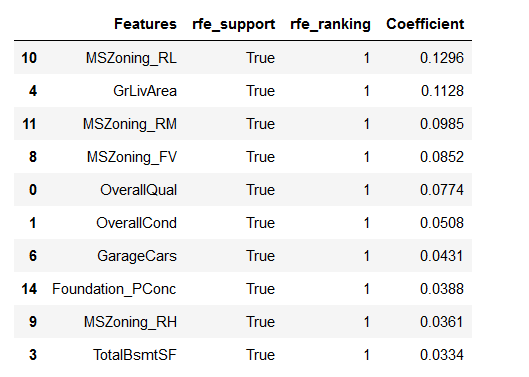 Features rfe_support rfe_ranking Coefficient
10 MSZoning_RL True 1 0.1296
4 GrLivArea True 1 0.1128
11 MSZoning_RM True 1 0.0985
8 MSZoning_FV True 1 0.0852
0 OverallQual True 1 0.0774
1 OverallCond True 1 0.0508
6 GarageCars True 1 0.0431
14 Foundation_PConc True 1 0.0388
9 MSZoning_RH True 1 0.0361
3 TotalBsmtSF True 1 0.0334